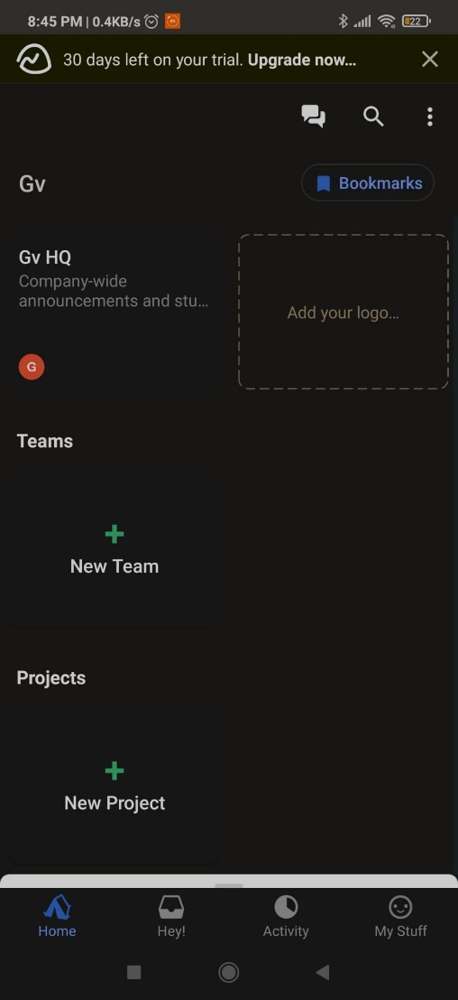 8:45 PM | 0.4KB/s
22
30 days left on your trial. Upgrade now...
Gv
Bookmarks
Gv HQ
Company-wide
announcements and stu...
G
Add your logo...
Teams
New Team
Projects
New Project
Home
Hey!
Activity
My Stuff